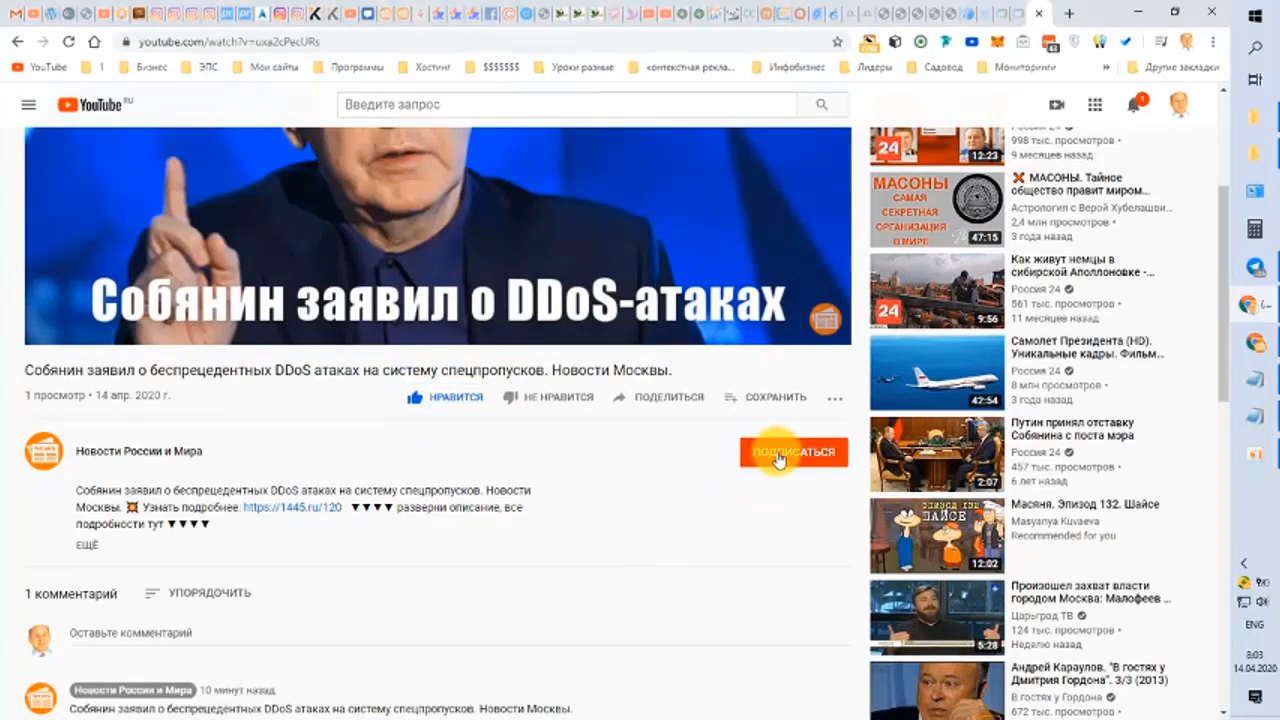 youtube.com/watch?v=uxa2cPecURs
YouTube
1
Бизнес
ЭПС
Мои сайты
Программы
Хостинг
$$$$$$$
Уроки разные
контекстная рекла...
Инфобизнес
Лидеры
Садовод
Мониторинги
»
Другие закладки
YouTube RU
Введите запрос
1
Собянин заявил о DDoS-атаках
Собянин заявил о беспрецедентных DDoS атаках на систему спецпропусков. Новости Москвы.
1 просмотр • 14 апр. 2020 г.
НРАВИТСЯ
НЕ НРАВИТСЯ
ПОДЕЛИТЬСЯ
СОХРАНИТЬ
Новости России и Мира
ПОДПИСАТЬСЯ
Собянин заявил о беспрецедентных DDoS атаках на систему спецпропусков. Новости
Москвы. 💥 Узнать подробнее: https://1445.ru/120 ▼▼▼▼ разверни описание, все
подробности тут ▼▼▼▼
ЕЩЁ
1 комментарий
УПОРЯДОЧИТЬ
Оставьте комментарий
Новости России и Мира 10 минут назад
Собянин заявил о беспрецедентных DDoS атаках на систему спецпропусков. Новости Москвы.
24
12:23
998 тыс. просмотров •
9 месяцев назад
МАСОНЫ
САМАЯ
СЕКРЕТНАЯ
ОРГАНИЗАЦИЯ
В МИРЕ
47:15
❌ МАСОНЫ. Тайное
общество правит миром...
Астрология с Верой Хубелашви...
2,4 млн просмотров •
3 года назад
24
9:56
Как живут немцы в
сибирской Аполлоновке -...
Россия 24
561 тыс. просмотров •
11 месяцев назад
42:54
Самолет Президента (HD).
Уникальные кадры. Фильм...
Россия 24
8 млн просмотров •
3 года назад
2:07
Путин принял отставку
Собянина с поста мэра
Россия 24
457 тыс. просмотров •
6 лет назад
ЭПИЗОД 132
ШАЙСЕ
12:02
Масяня. Эпизод 132. Шайсе
Masyanya Kuvaeva
Recommended for you
5:28
Произошел захват власти
городом Москва: Малофеев ...
Царьград ТВ
124 тыс. просмотров •
Неделю назад
Андрей Караулов. "В гостях у
Дмитрия Гордона". 3/3 (2013)
В гостях у Гордона
672 тыс. просмотров •
ENG
8:03
14.04.2020